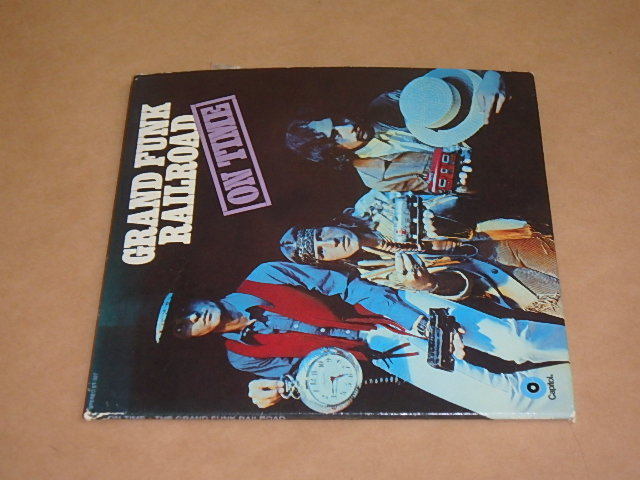 GRAND FUNK
RAILROAD
ON TIME
Capitol
ON TIME • THE GRAND FUNK RAILROAD